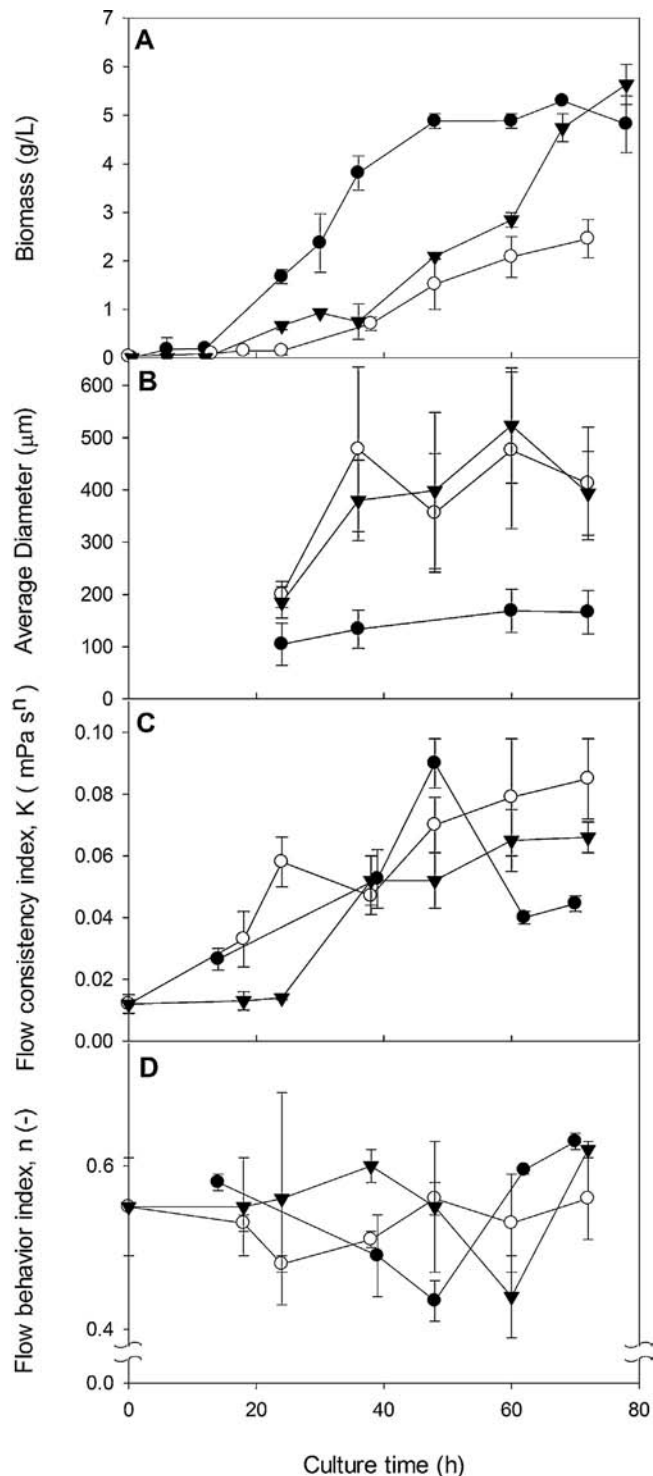 A
7
6
5
4
3
2
1
0
Biomass (g/L)
B
600
500
400
300
200
100
0
Average Diameter (μm)
C
0.10
0.08
0.06
0.04
0.02
0.00
Flow consistency index, K ( mPa sⁿ)
D
0.6
0.4
0.0
Flow behavior index, n (-)
0 20 40 60 80
Culture time (h)